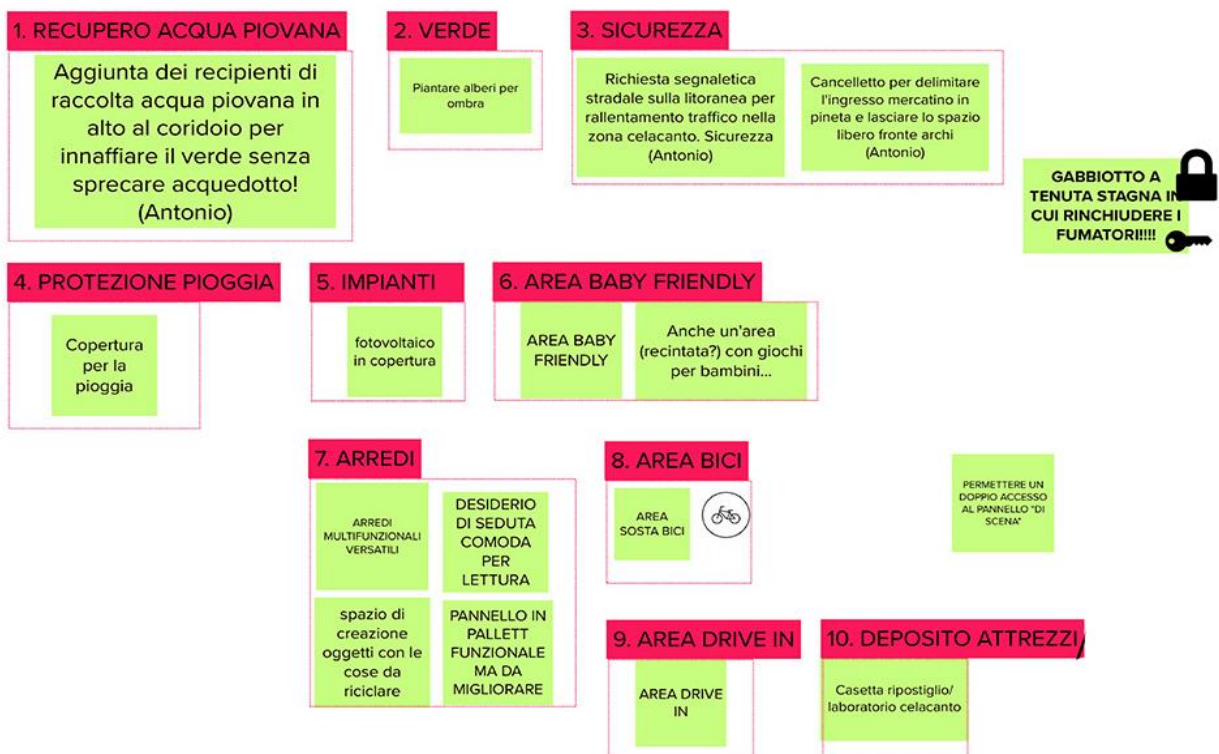 1. RECUPERO ACQUA PIOVANA
Aggiunta dei recipienti di
raccolta acqua piovana in
alto al coridoio per
innaffiare il verde senza
sprecare acquedotto!
(Antonio)
2. VERDE
Piantare alberi per
ombra
3. SICUREZZA
Richiesta segnaletica
stradale sulla litoranea per
rallentamento traffico nella
zona celacanto. Sicurezza
(Antonio)
Cancelletto per delimitare
l'ingresso mercatino in
pineta e lasciare lo spazio
libero fronte archi
(Antonio)
GABBIOTTO A
TENUTA STAGNA IN
CUI RINCHIUDERE I
FUMATORI!!!!
4. PROTEZIONE PIOGGIA
Copertura
per la
pioggia
5. IMPIANTI
fotovoltaico
in copertura
6. AREA BABY FRIENDLY
AREA BABY
FRIENDLY
Anche un'area
(recintata?) con giochi
per bambini...
7. ARREDI
ARREDI
MULTIFUNZIONALI
VERSATILI
DESIDERIO
DI SEDUTA
COMODA
PER
LETTURA
spazio di
creazione
oggetti con le
cose da
riciclare
PANNELLO IN
PALLETT
FUNZIONALE
MA DA
MIGLIORARE
8. AREA BICI
AREA
SOSTA BICI
PERMETTERE UN
DOPPIO ACCESSO
AL PANNELLO "DI
SCENA"
9. AREA DRIVE IN
AREA DRIVE
IN
10. DEPOSITO ATTREZZI/
Casetta ripostiglio/
laboratorio celacanto